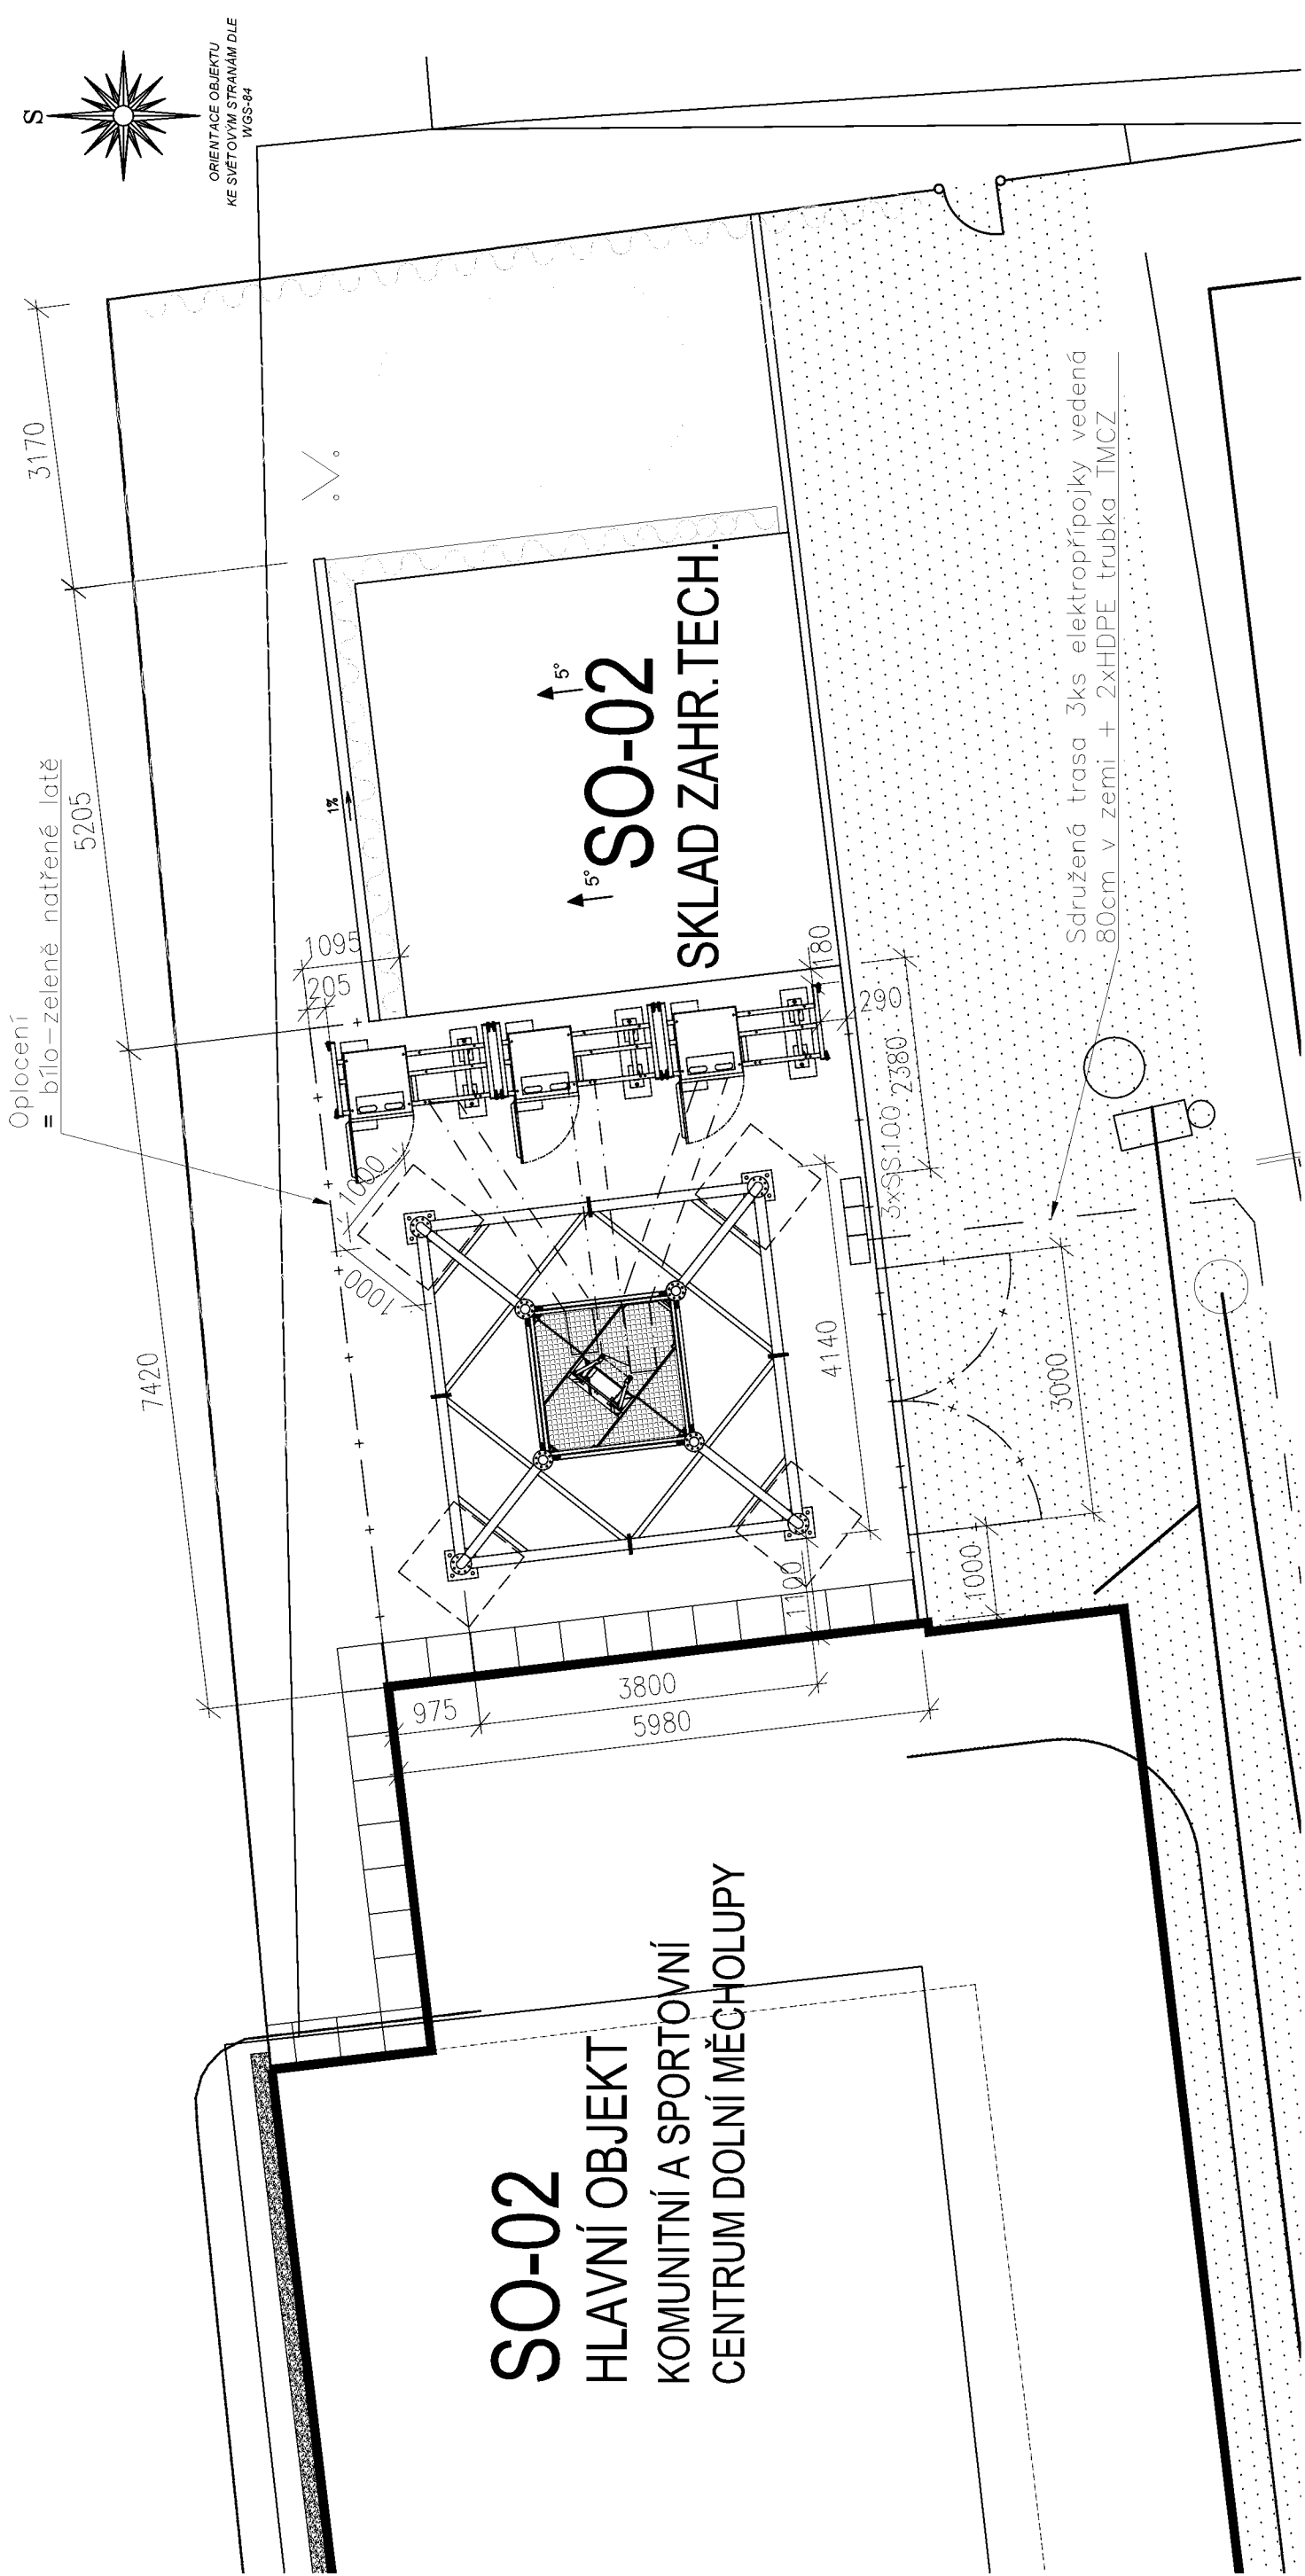 S
ORIENTACE OBJEKTU
KE SVĚTOVÝM STRANÁM DLE
WGS-84
Oplocení
= bílo–zeleně natřené latě
3170
5205
7420
1%
5°
5°
SO-02
SKLAD ZAHR.TECH.
1095
205
180
290
2380
3xSS100
1000
1000
4140
3000
1000
1100
Sdružená trasa 3ks elektropřípojky vedená
80cm v zemi + 2xHDPE trubka TMCZ
975
3800
5980
SO-02
HLAVNÍ OBJEKT
KOMUNITNÍ A SPORTOVNÍ
CENTRUM DOLNÍ MĚCHOLUPY